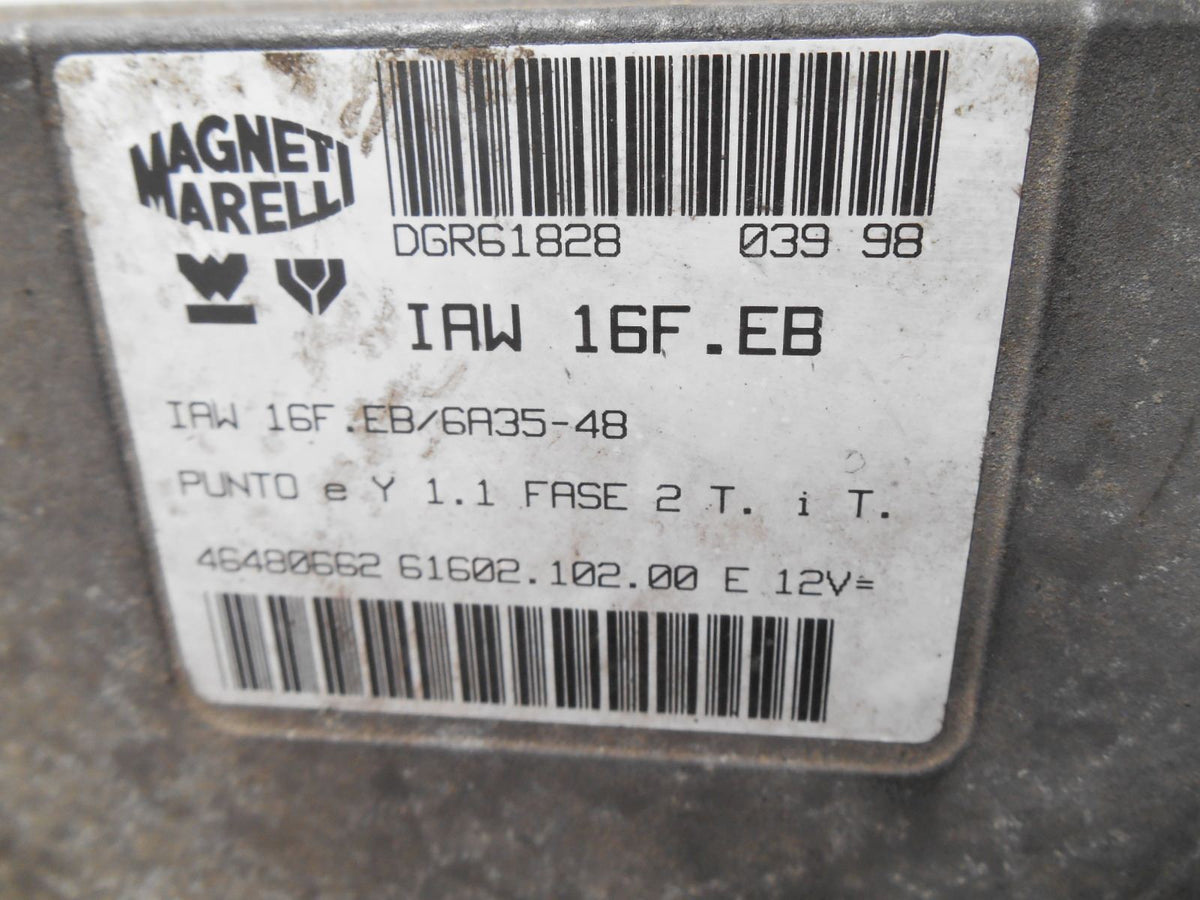 MAGNETI
MARELLI
DGR61828 039 98
IAW 16F.EB
IAW 16F.EB/6A35-48
PUNTO e Y 1.1 FASE 2 T. i T.
46480662 61602.102.00 E 12V=